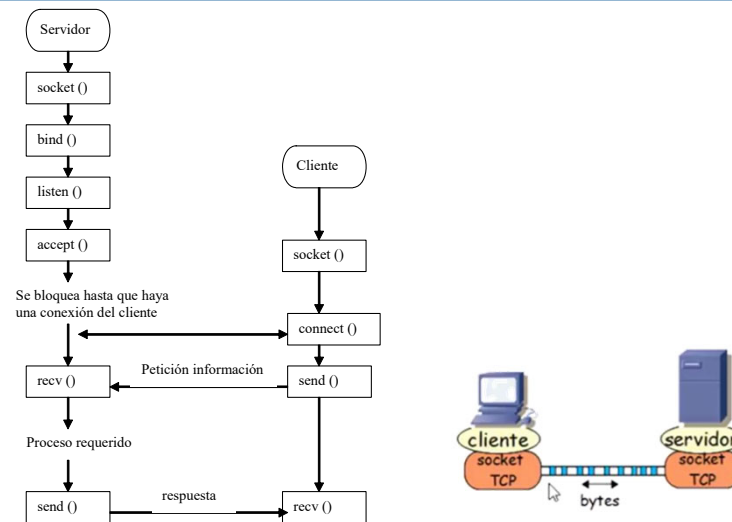 Servidor
socket ()
bind ()
listen ()
accept ()
Se bloquea hasta que haya
una conexión del cliente
recv ()
Proceso requerido
send ()
Cliente
socket ()
connect ()
Petición información
send ()
respuesta
recv ()
cliente
socket
TCP
bytes
servidor
socket
TCP